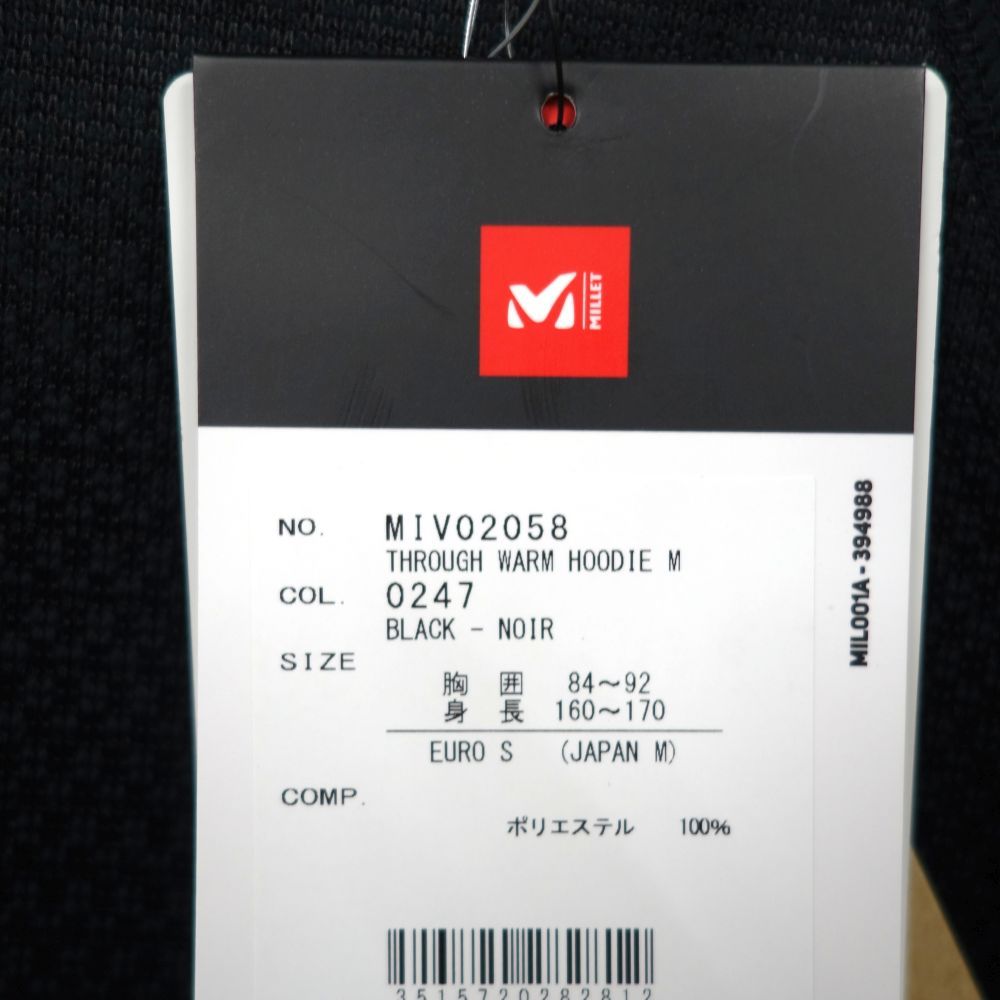 MILLET
NO. MIV02058
THROUGH WARM HOODIE M
COL. 0247
BLACK - NOIR
SIZE
胸 囲 84〜92
身 長 160〜170
EURO S (JAPAN M)
COMP.
ポリエステル 100%
3515720282812
MIL001A - 394988